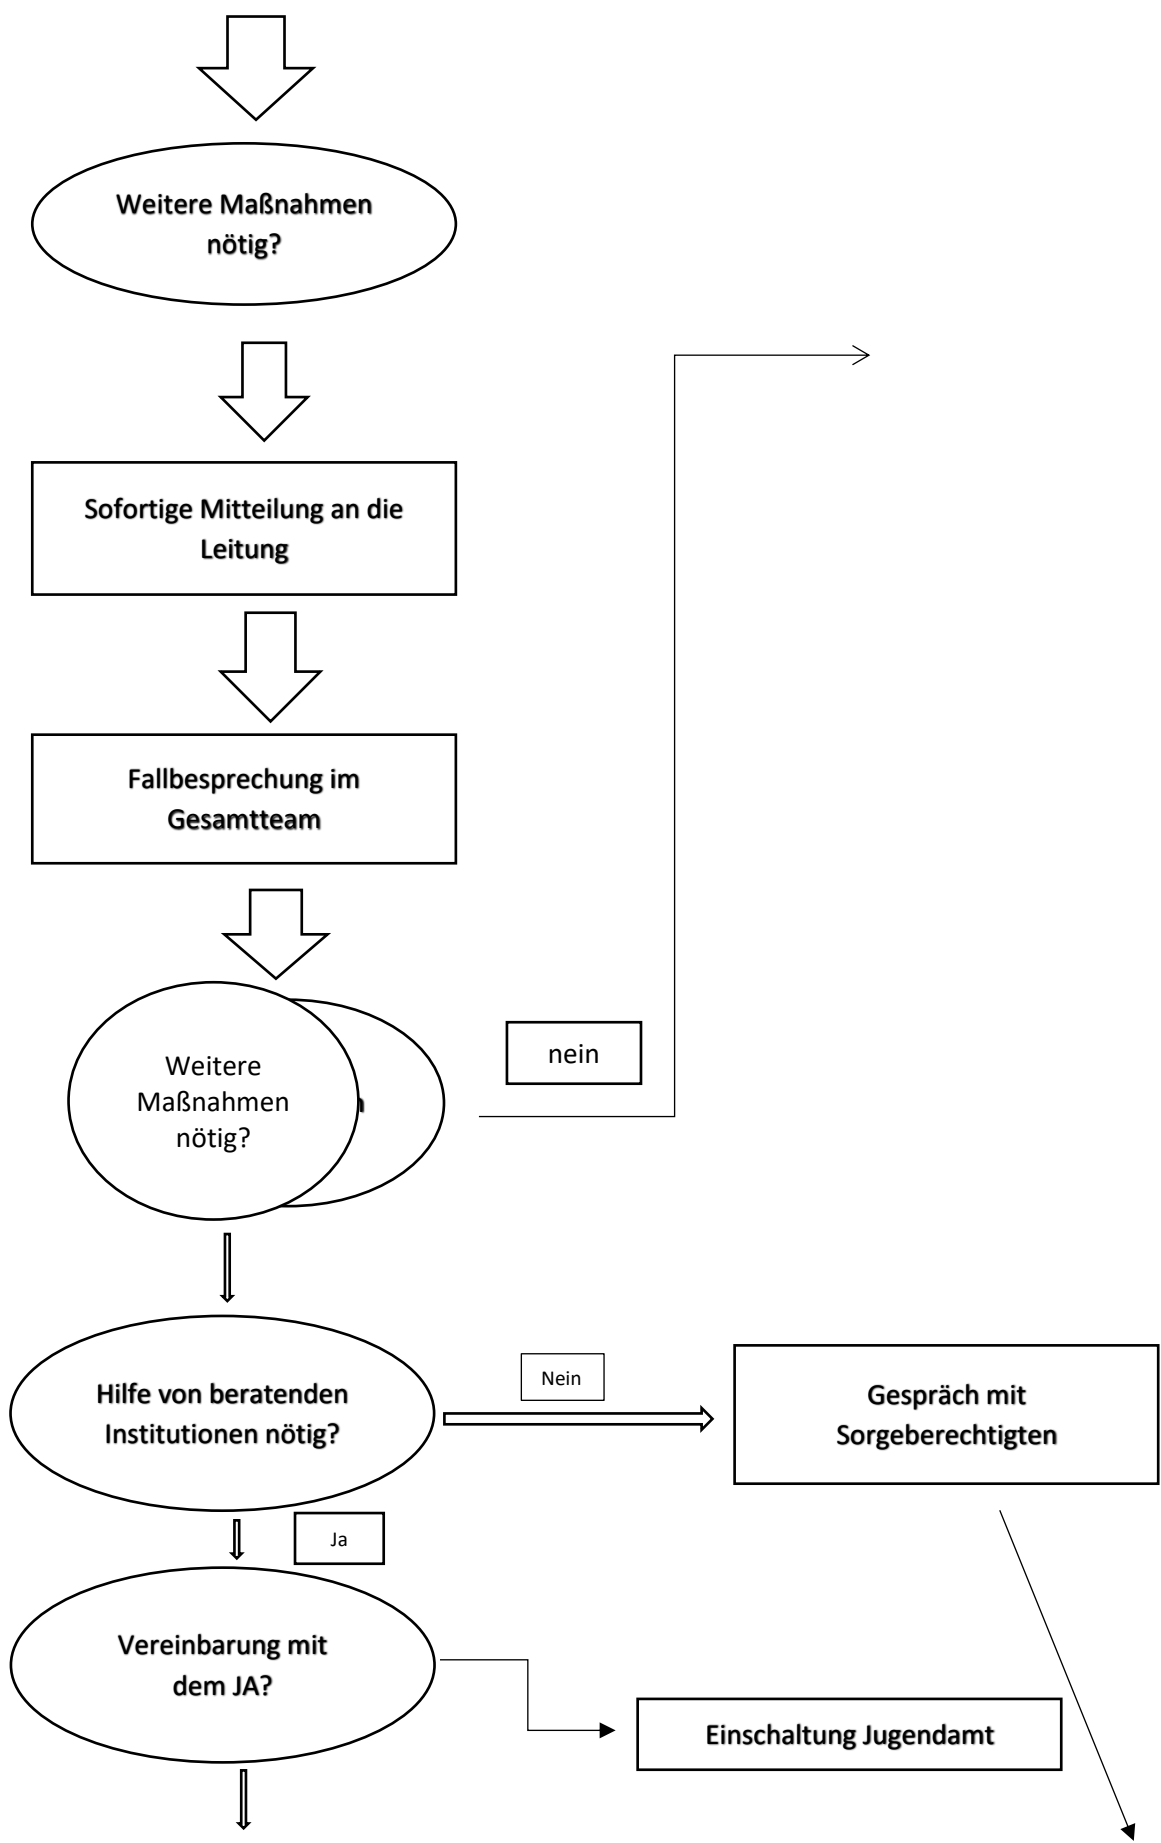 Weitere Maßnahmen
nötig?
Sofortige Mitteilung an die
Leitung
Fallbesprechung im
Gesamtteam
Weitere
Maßnahmen
nötig?
nein
Hilfe von beratenden
Institutionen nötig?
Nein
Gespräch mit
Sorgeberechtigten
Ja
Vereinbarung mit
dem JA?
Einschaltung Jugendamt